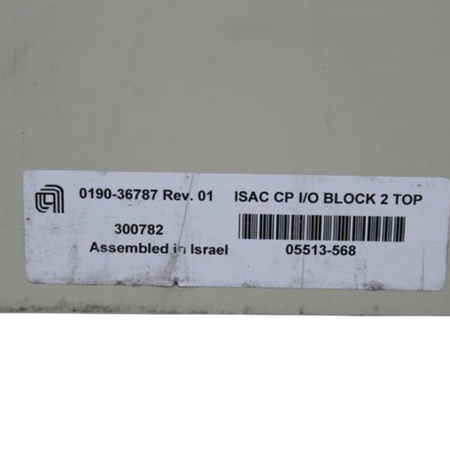 0190-36787 Rev. 01 ISAC CP I/O BLOCK 2 TOP
300782
Assembled in Israel 05513-568